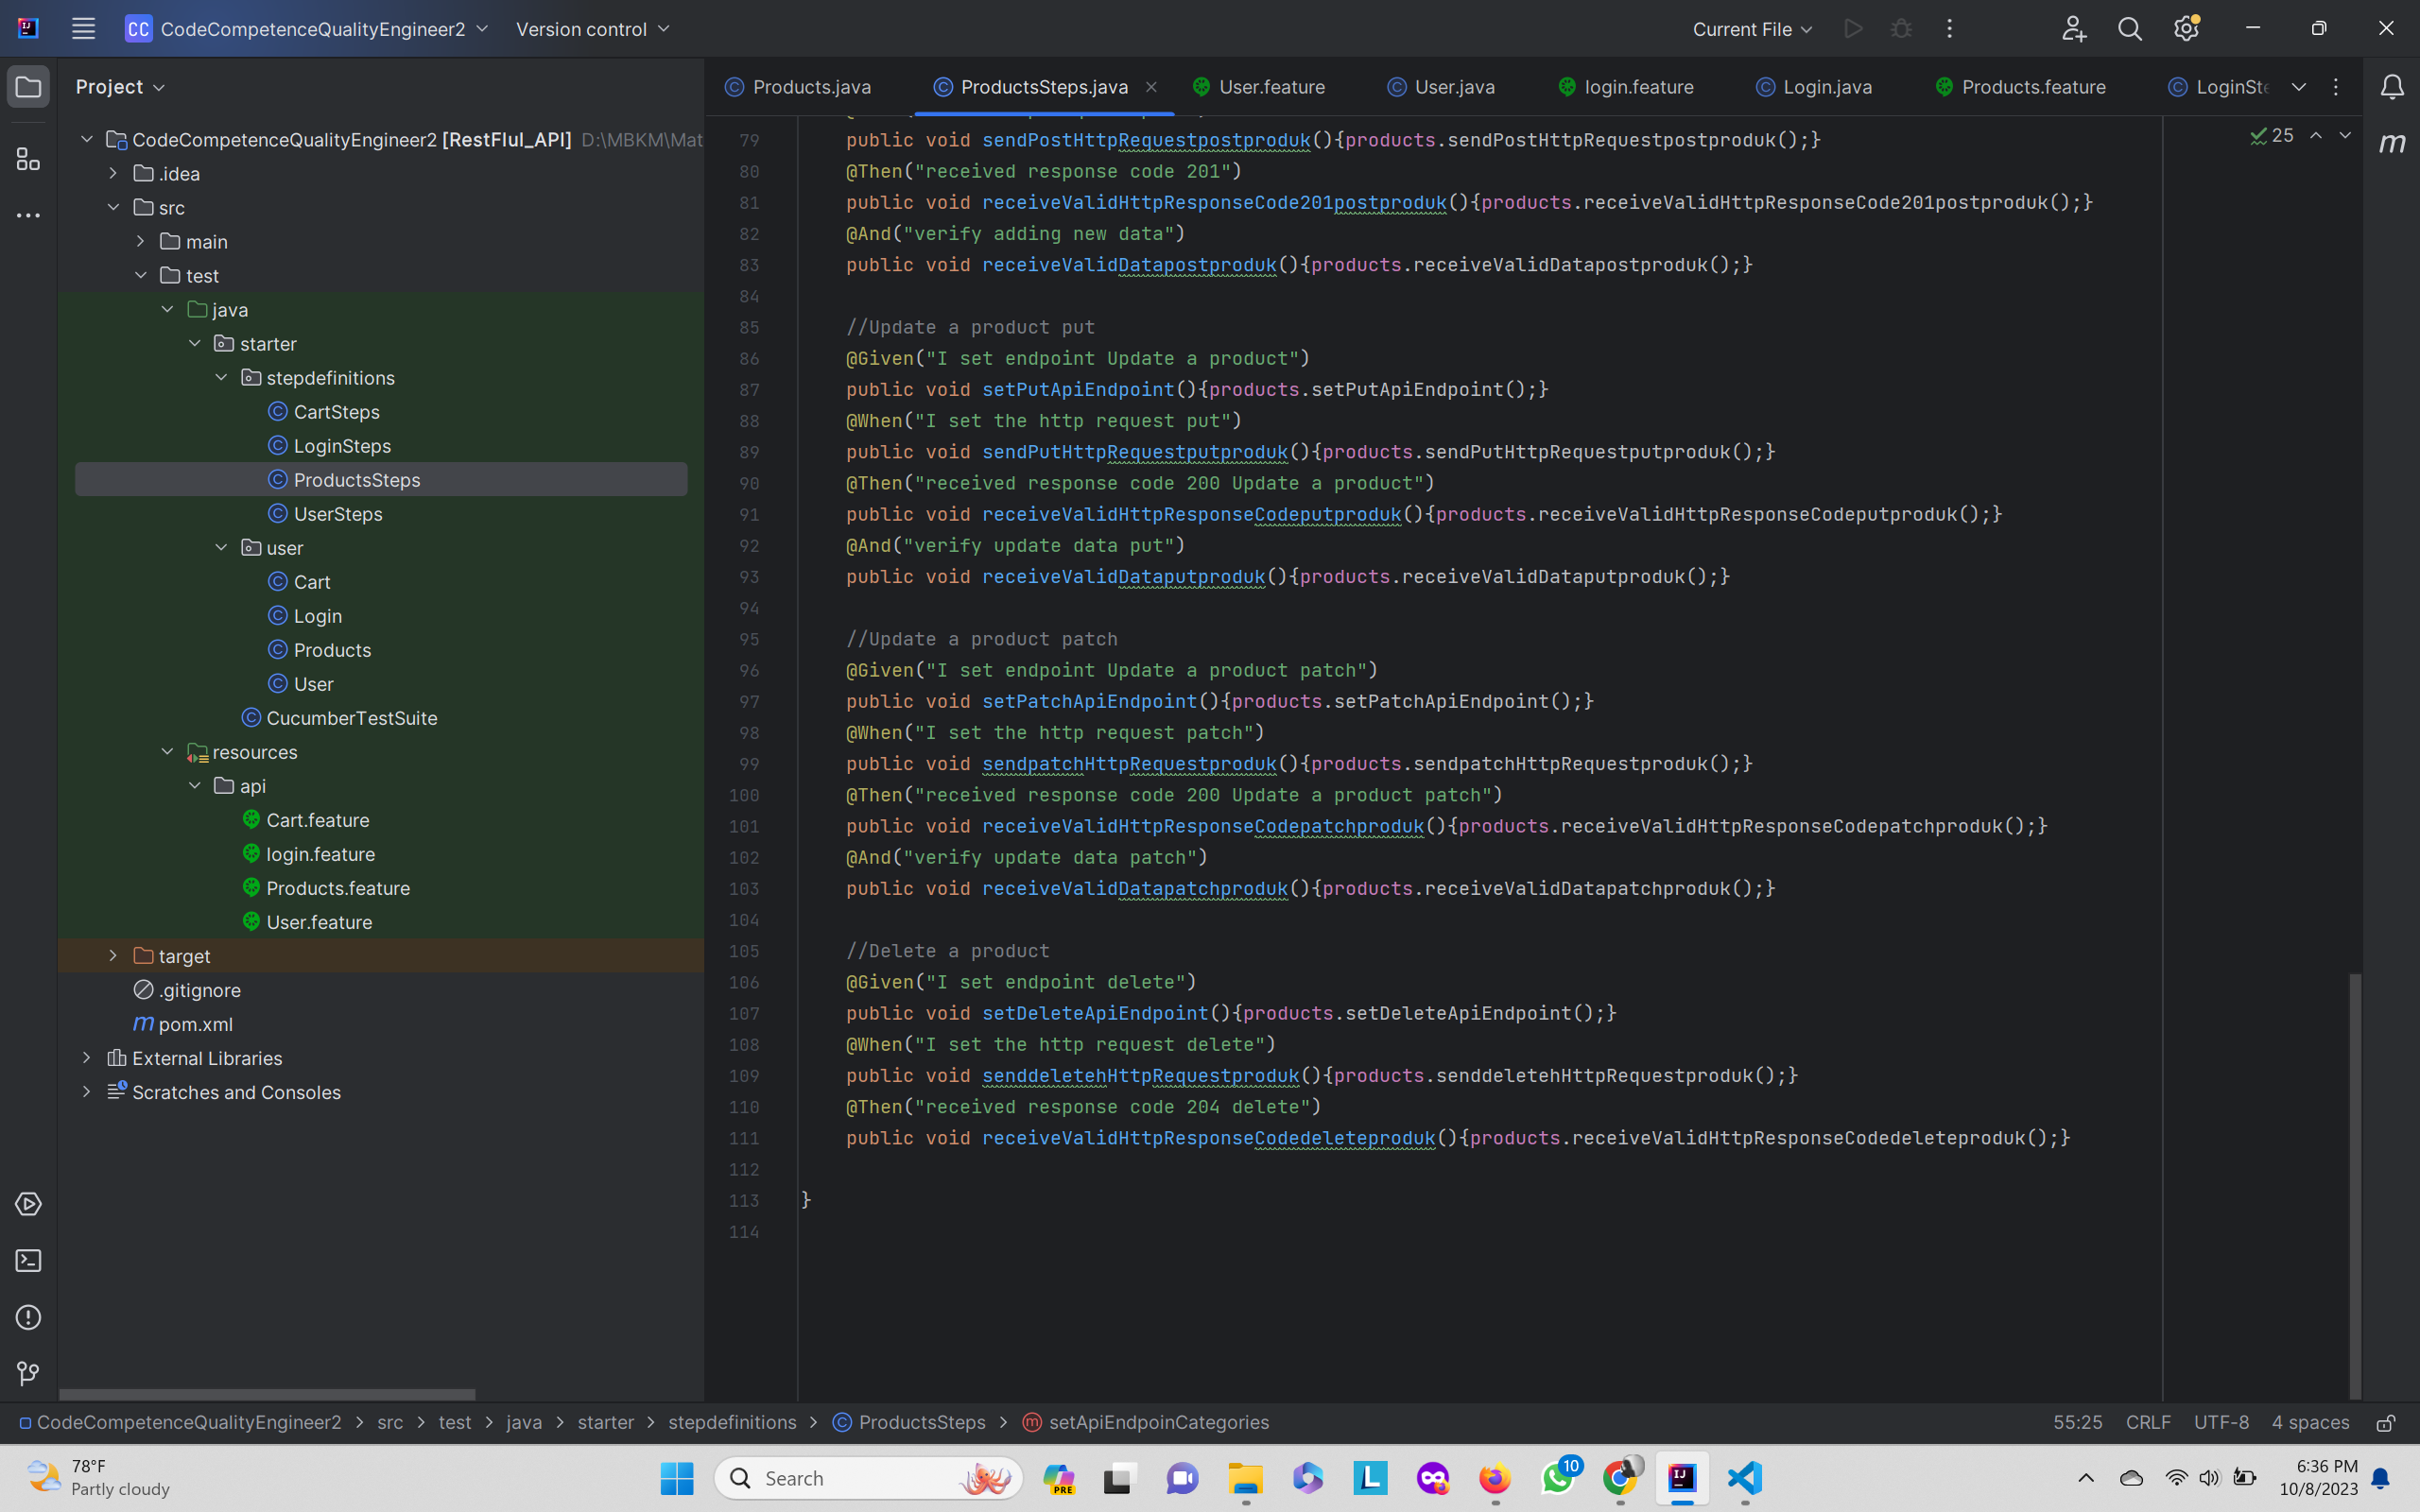 CC CodeCompetenceQualityEngineer2 Version control Current File
Project
Products.java ProductsSteps.java User.feature User.java login.feature Login.java Products.feature LoginSte
CodeCompetenceQualityEngineer2 [RestFlul_API] D:\MBKM\Mat
.idea
src
main
test
java
starter
stepdefinitions
CartSteps
LoginSteps
ProductsSteps
UserSteps
user
Cart
Login
Products
User
CucumberTestSuite
resources
api
Cart.feature
login.feature
Products.feature
User.feature
target
.gitignore
m pom.xml
External Libraries
Scratches and Consoles
25
m
79 public void sendPostHttpRequestpostproduk(){products.sendPostHttpRequestpostproduk();}
80 @Then("received response code 201")
81 public void receiveValidHttpResponseCode201postproduk(){products.receiveValidHttpResponseCode201postproduk();}
82 @And("verify adding new data")
83 public void receiveValidDatapostproduk(){products.receiveValidDatapostproduk();}
84
85 //Update a product put
86 @Given("I set endpoint Update a product")
87 public void setPutApiEndpoint(){products.setPutApiEndpoint();}
88 @When("I set the http request put")
89 public void sendPutHttpRequestputproduk(){products.sendPutHttpRequestputproduk();}
90 @Then("received response code 200 Update a product")
91 public void receiveValidHttpResponseCodeputproduk(){products.receiveValidHttpResponseCodeputproduk();}
92 @And("verify update data put")
93 public void receiveValidDataputproduk(){products.receiveValidDataputproduk();}
94
95 //Update a product patch
96 @Given("I set endpoint Update a product patch")
97 public void setPatchApiEndpoint(){products.setPatchApiEndpoint();}
98 @When("I set the http request patch")
99 public void sendpatchHttpRequestproduk(){products.sendpatchHttpRequestproduk();}
100 @Then("received response code 200 Update a product patch")
101 public void receiveValidHttpResponseCodepatchproduk(){products.receiveValidHttpResponseCodepatchproduk();}
102 @And("verify update data patch")
103 public void receiveValidDatapatchproduk(){products.receiveValidDatapatchproduk();}
104
105 //Delete a product
106 @Given("I set endpoint delete")
107 public void setDeleteApiEndpoint(){products.setDeleteApiEndpoint();}
108 @When("I set the http request delete")
109 public void senddeletehHttpRequestproduk(){products.senddeletehHttpRequestproduk();}
110 @Then("received response code 204 delete")
111 public void receiveValidHttpResponseCodedeleteproduk(){products.receiveValidHttpResponseCodedeleteproduk();}
112
113 }
114
CodeCompetenceQualityEngineer2 > src > test > java > starter > stepdefinitions > ProductsSteps > setApiEndpoinCategories 55:25 CRLF UTF-8 4 spaces
78°F
Partly cloudy
Search
PRE
10
6:36 PM
10/8/2023